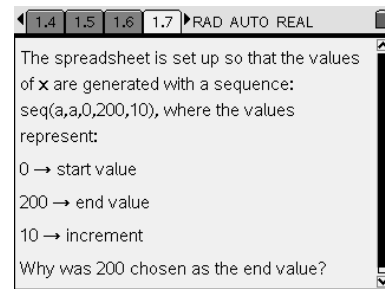 1.4 1.5 1.6 1.7 RAD AUTO REAL
The spreadsheet is set up so that the values
of x are generated with a sequence:
seq(a,a,0,200,10), where the values
represent:
0 → start value
200 → end value
10 → increment
Why was 200 chosen as the end value?